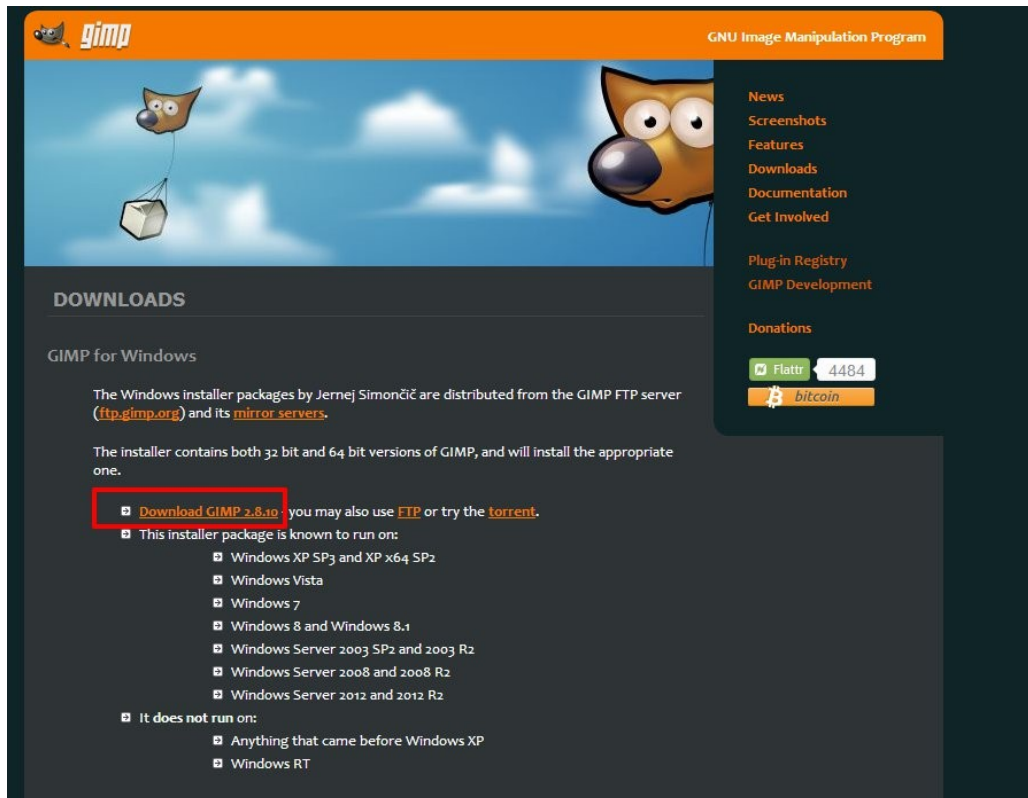 gimp
GNU Image Manipulation Program
News
Screenshots
Features
Downloads
Documentation
Get Involved
Plug-in Registry
GIMP Development
Donations
Flattr 4484
bitcoin
DOWNLOADS
GIMP for Windows
The Windows installer packages by Jernej Simončič are distributed from the GIMP FTP server
(ftp.gimp.org) and its mirror servers.
The installer contains both 32 bit and 64 bit versions of GIMP, and will install the appropriate
one.
Download GIMP 2.8.10 - you may also use FTP or try the torrent.
This installer package is known to run on:
Windows XP SP3 and XP x64 SP2
Windows Vista
Windows 7
Windows 8 and Windows 8.1
Windows Server 2003 SP2 and 2003 R2
Windows Server 2008 and 2008 R2
Windows Server 2012 and 2012 R2
It does not run on:
Anything that came before Windows XP
Windows RT